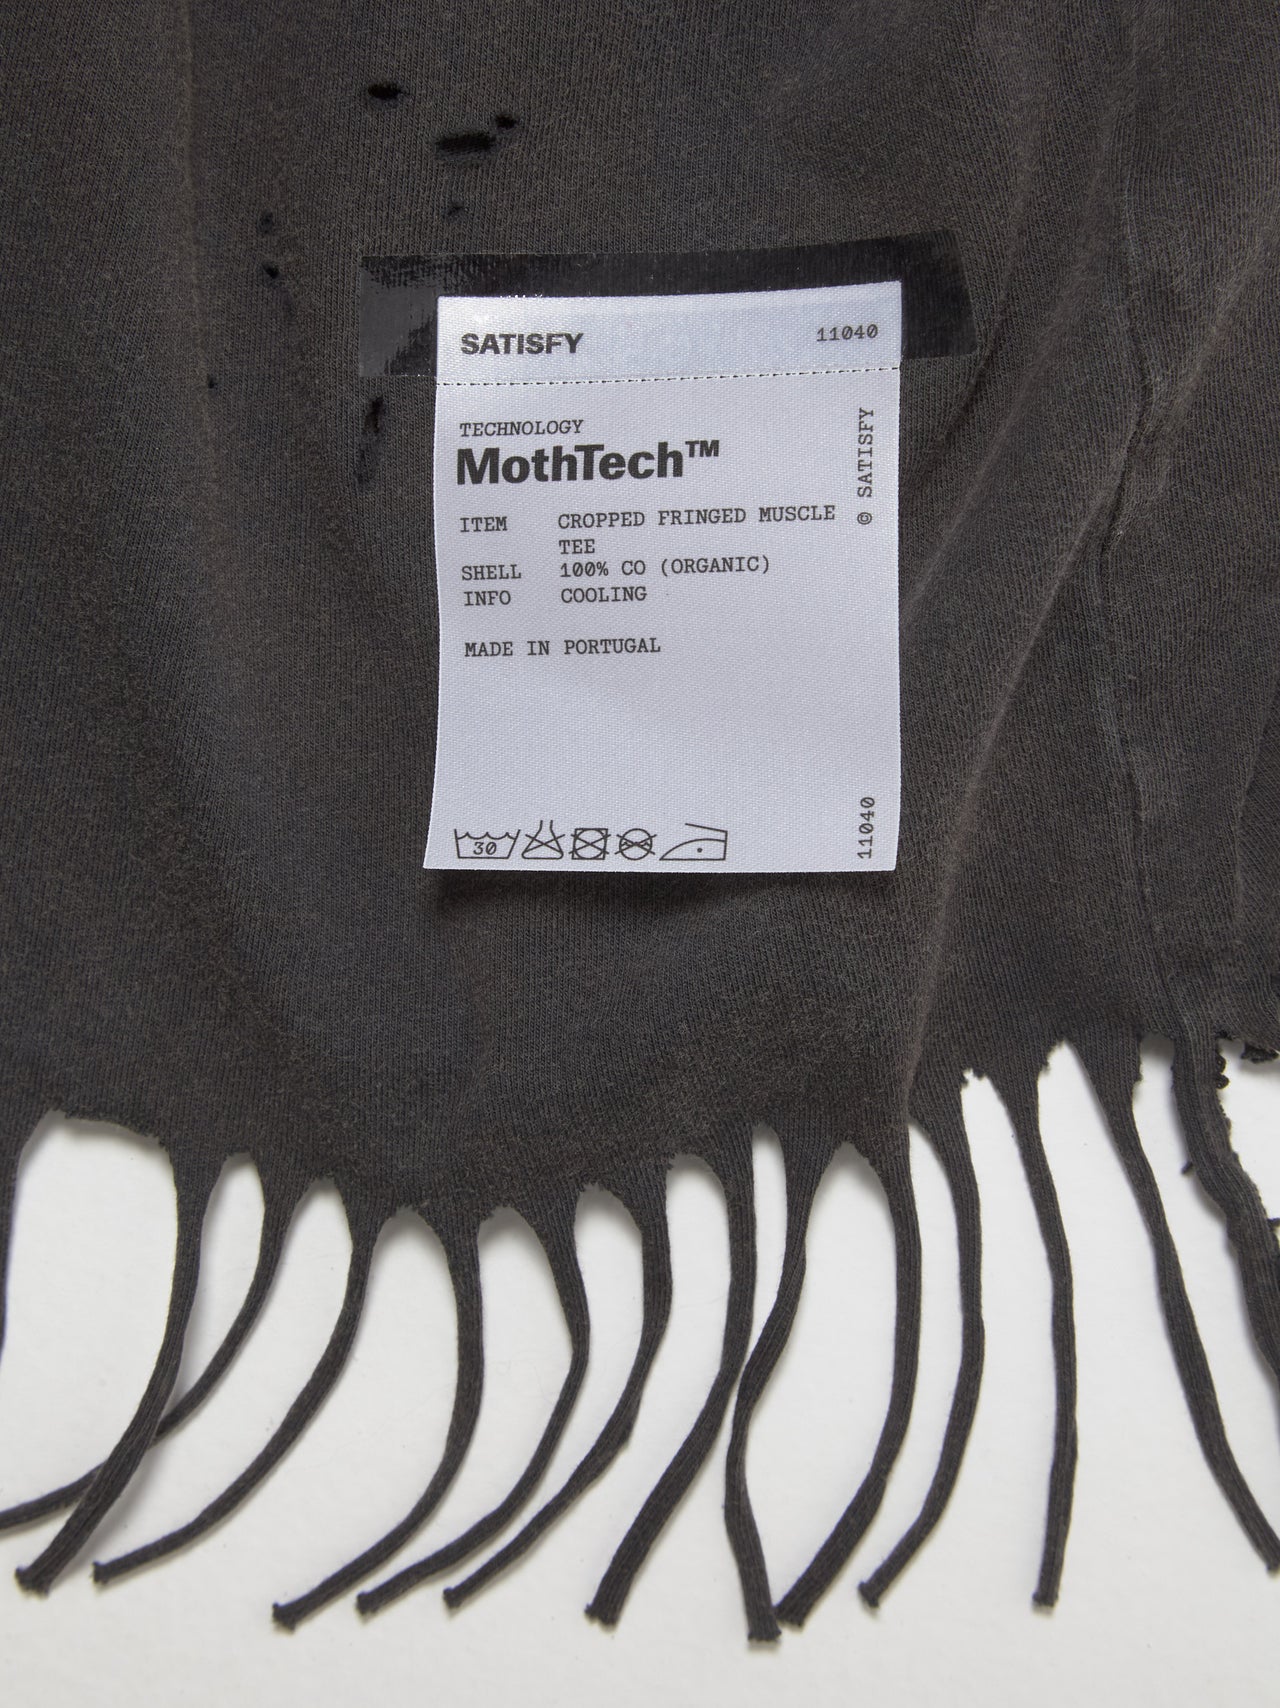 SATISFY 11040
TECHNOLOGY
MothTech™
ITEM CROPPED FRINGED MUSCLE
TEE
SHELL 100% CO (ORGANIC)
INFO COOLING
MADE IN PORTUGAL
30
© SATISFY
11040